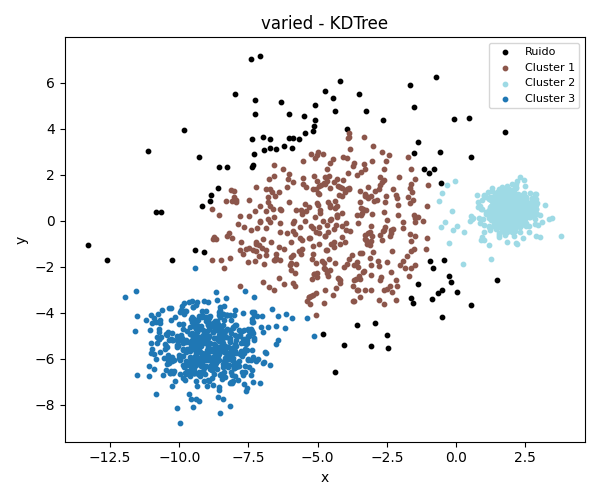 varied - KDTree
Ruido
Cluster 1
Cluster 2
Cluster 3
y
6
4
2
0
−2
−4
−6
−8
−12.5 −10.0 −7.5 −5.0 −2.5 0.0 2.5
x